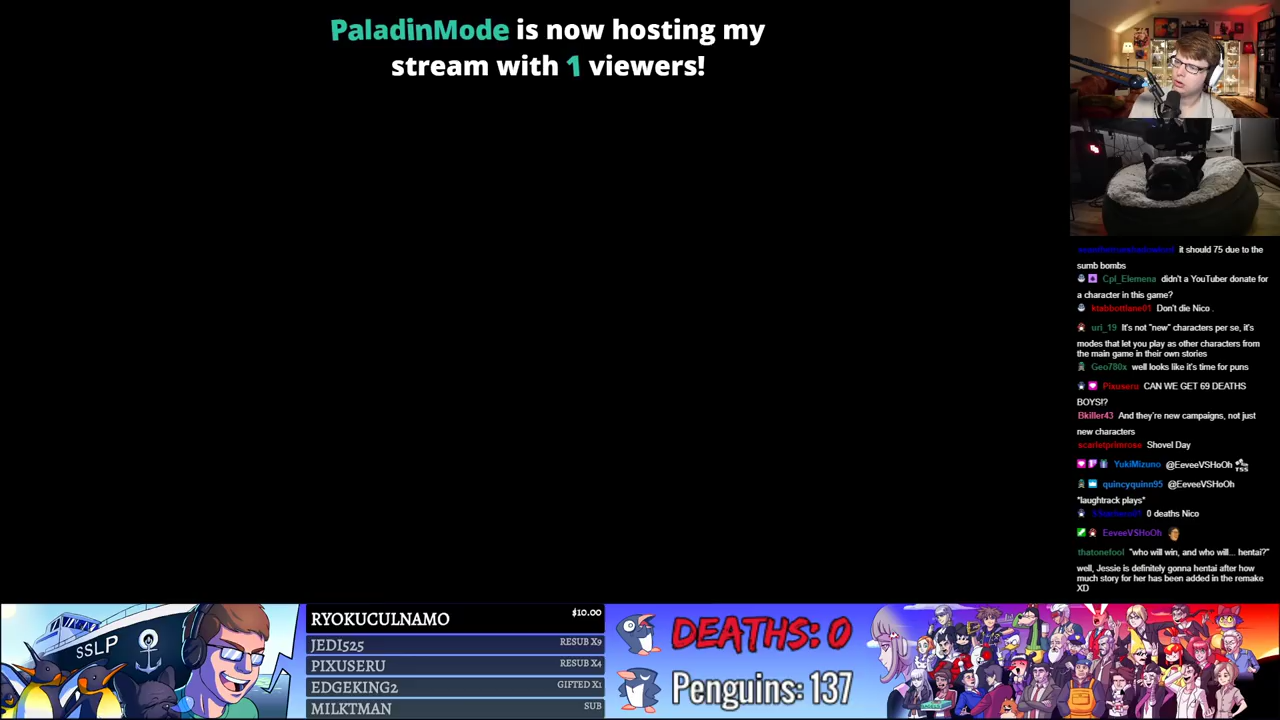 PaladinMode is now hosting my
stream with 1 viewers!
it should 75 due to the
sumb bombs
Cpl_Elemena didn't a YouTuber donate for
a character in this game?
ktabbottlane01 Don't die Nico .
uri_19 It's not "new" characters per se, it's
modes that let you play as other characters from
the main game in their own stories
Geo780x well looks like it's time for puns
Pixuseru CAN WE GET 69 DEATHS
BOYS!?
Bkiller43 And they're new campaigns, not just
new characters
scarletprimrose Shovel Day
YukiMizuno @EeveeVSHoOh
TSS
quincyquinn95 @EeveeVSHoOh
*laughtrack plays*
0 deaths Nico
EeveeVSHoOh
thatonefool "who will win, and who will... hentai?"
well, Jessie is definitely gonna hentai after how
much story for her has been added in the remake
XD
SSLP
RYOKUCULNAMO $10.00
JEDI525 RESUB X9
PIXUSERU RESUB X4
EDGEKING2 GIFTED X1
MILKTMAN SUB
DEATHS: 0
Penguins: 137